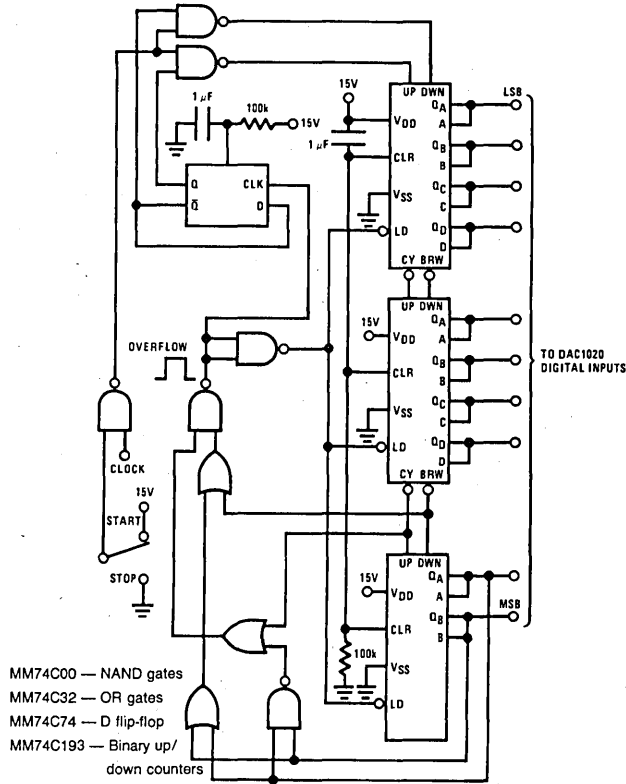 1 μF
100k
15V
Q
CLK
Q̄
D
OVERFLOW
CLOCK
15V
START
STOP
15V
1 μF
UP DWN
VDD
CLR
VSS
LD
CY BRW
QA
A
QB
B
QC
C
QD
D
LSB
UP DWN
15V
VDD
CLR
VSS
LD
CY BRW
QA
A
QB
B
QC
C
QD
D
TO DAC1020
DIGITAL INPUTS
UP DWN
15V
VDD
CLR
100k
VSS
LD
QA
A
QB
B
MSB
MM74C00 — NAND gates
MM74C32 — OR gates
MM74C74 — D flip-flop
MM74C193 — Binary up/
down counters